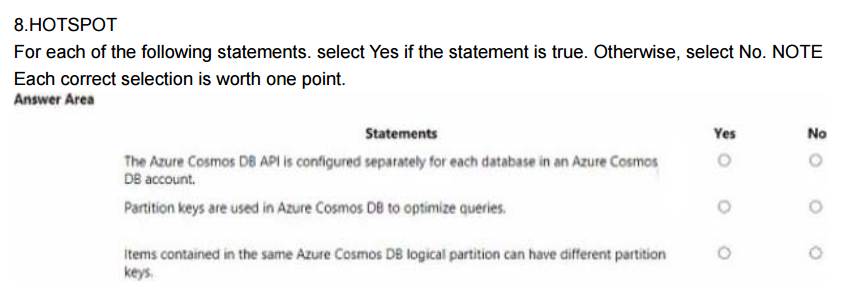 8.HOTSPOT
For each of the following statements. select Yes if the statement is true. Otherwise, select No. NOTE
Each correct selection is worth one point.
Answer Area
Statements Yes No
The Azure Cosmos DB API is configured separately for each database in an Azure Cosmos
DB account.
Partition keys are used in Azure Cosmos DB to optimize queries.
Items contained in the same Azure Cosmos DB logical partition can have different partition
keys.